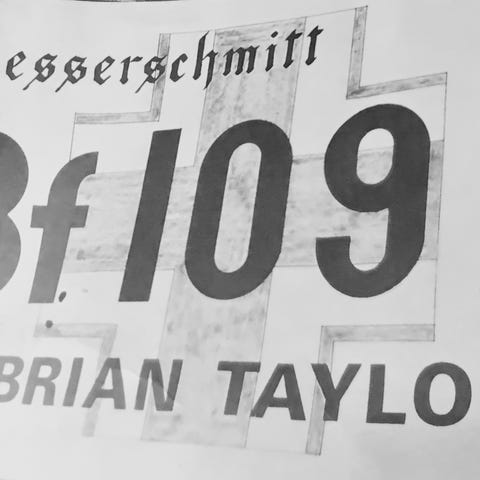 esserschmitt
Bf 109
BRIAN TAYLO